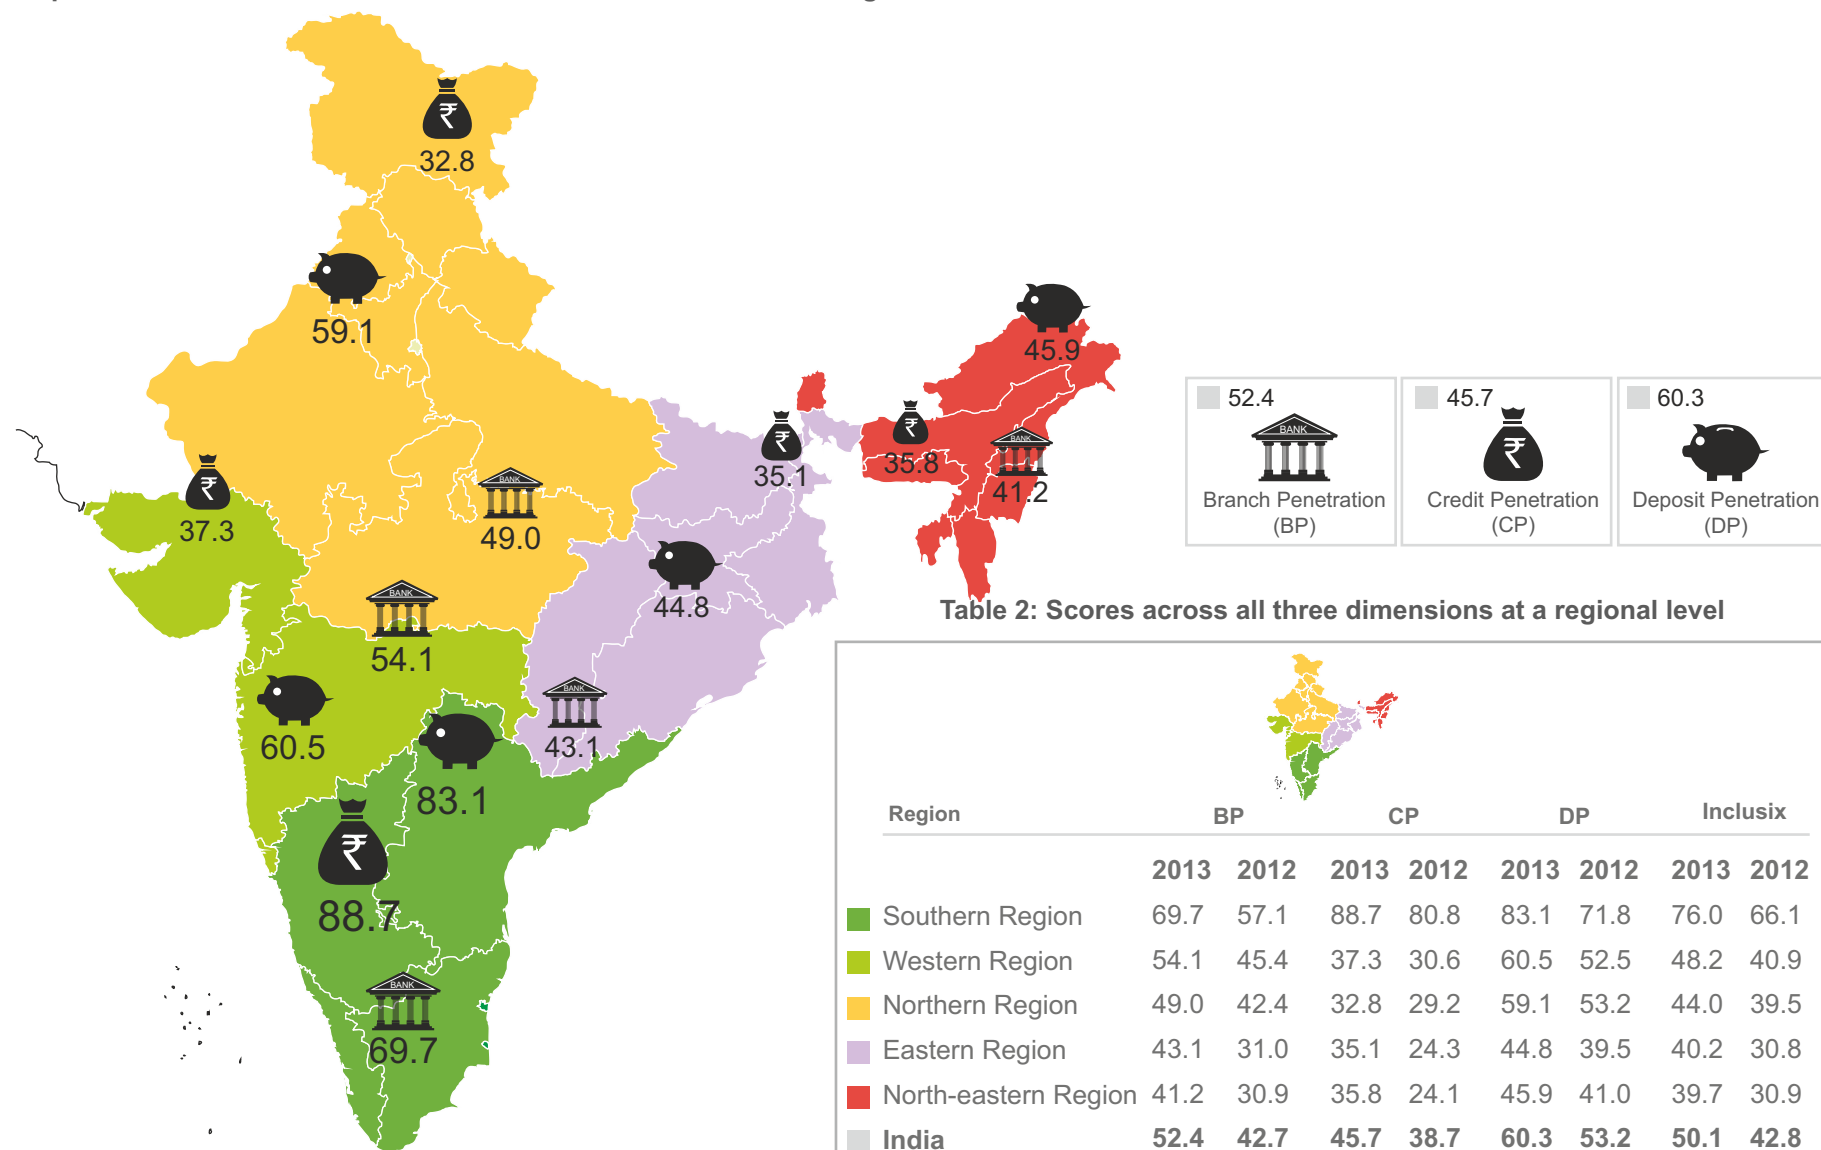 ₹
32.8
59.1
45.9
₹
35.8
BANK
41.2
₹
35.1
₹
37.3
BANK
49.0
44.8
BANK
54.1
60.5
BANK
43.1
83.1
₹
88.7
BANK
69.7
52.4
BANK
Branch Penetration
(BP)
45.7
₹
Credit Penetration
(CP)
60.3
Deposit Penetration
(DP)
Table 2: Scores across all three dimensions at a regional level
Region BP CP DP Inclusix
2013 2012 2013 2012 2013 2012 2013 2012
Southern Region 69.7 57.1 88.7 80.8 83.1 71.8 76.0 66.1
Western Region 54.1 45.4 37.3 30.6 60.5 52.5 48.2 40.9
Northern Region 49.0 42.4 32.8 29.2 59.1 53.2 44.0 39.5
Eastern Region 43.1 31.0 35.1 24.3 44.8 39.5 40.2 30.8
North-eastern Region 41.2 30.9 35.8 24.1 45.9 41.0 39.7 30.9
India 52.4 42.7 45.7 38.7 60.3 53.2 50.1 42.8